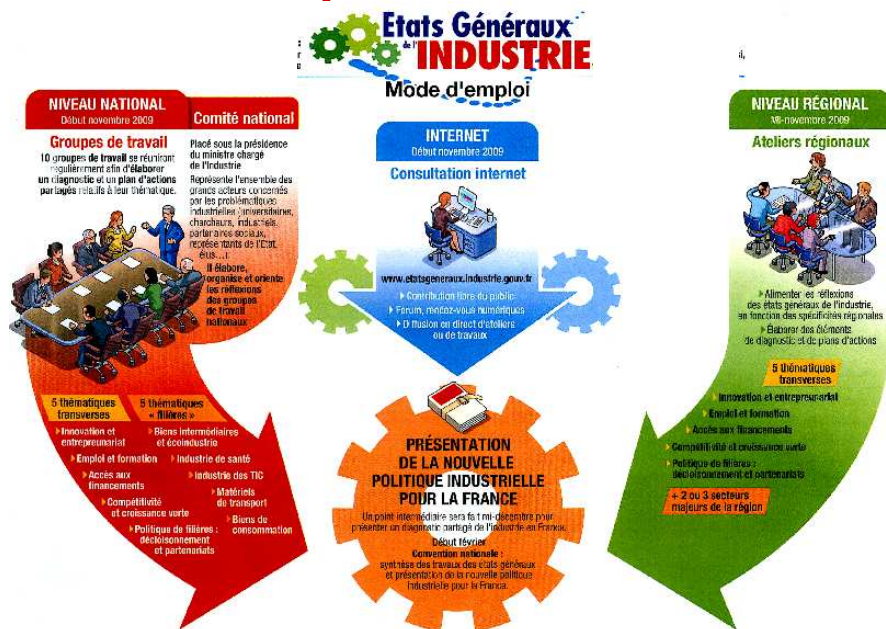 Etats Généraux
de l'INDUSTRIE
Mode d'emploi
NIVEAU NATIONAL
Début novembre 2009
Groupes de travail
10 groupes de travail se réuniront
régulièrement afin d'élaborer
un diagnostic et un plan d'actions
partagés relatifs à leur thématique.
Comité national
Placé sous la présidence
du ministre chargé
de l'Industrie
Représente l'ensemble des
grands acteurs concernés
par les problématiques
industrielles (universitaires,
chercheurs, industriels,
partenaires sociaux,
représentants de l'Etat,
élus…).
Il élabore,
organise et oriente
les réflexions
des groupes
de travail
nationaux
5 thématiques
transverses
Innovation et
entrepreunariat
Emploi et formation
Accès aux
financements
Compétitivité
et croissance verte
Politique de filières :
décloisonnement
et partenariats
5 thématiques
« filières »
Biens intermédiaires
et écoindustrie
Industrie de santé
Industrie des TIC
Matériels
de transport
Biens de
consommation
INTERNET
Début novembre 2009
Consultation internet
www.etatsgeneraux.industrie.gouv.fr
Contribution libre du public
Forum, rendez-vous numériques
Diffusion en direct d'ateliers
ou de travaux
PRÉSENTATION
DE LA NOUVELLE
POLITIQUE INDUSTRIELLE
POUR LA FRANCE
Un point intermédiaire sera fait mi-décembre pour
présenter un diagnostic partagé de l'industrie en France.
Début février
Convention nationale :
synthèse des travaux des états généraux
et présentation de la nouvelle politique
industrielle pour la France.
NIVEAU RÉGIONAL
Mi-novembre 2009
Ateliers régionaux
Alimenter les réflexions
des états généraux de l'industrie,
en fonction des spécificités régionales
Élaborer des éléments
de diagnostic et de plans d'actions
5 thématiques
transverses
Innovation et entrepreunariat
Emploi et formation
Accès aux financements
Compétitivité et croissance verte
Politique de filières :
décloisonnement et partenariats
+ 2 ou 3 secteurs
majeurs de la région